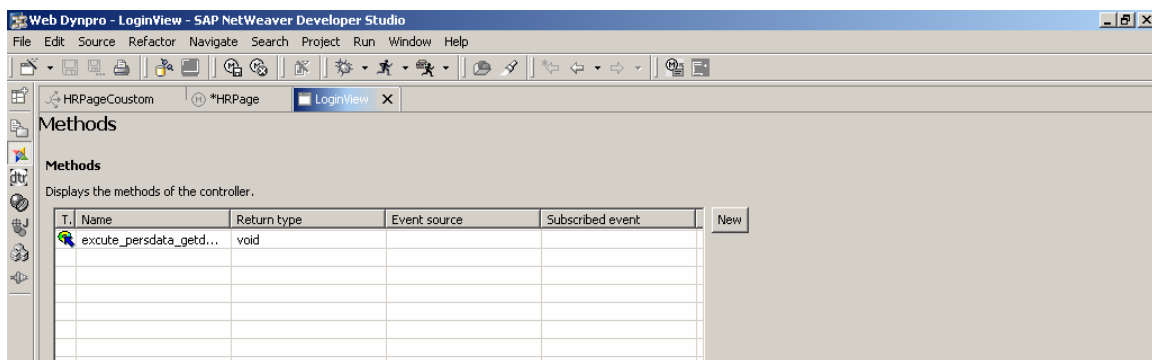 Web Dynpro - LoginView - SAP NetWeaver Developer Studio
File Edit Source Refactor Navigate Search Project Run Window Help
HRPageCoustom *HRPage LoginView
Methods
Methods
Displays the methods of the controller.
T. Name Return type Event source Subscribed event New
excute_persdata_getd... void